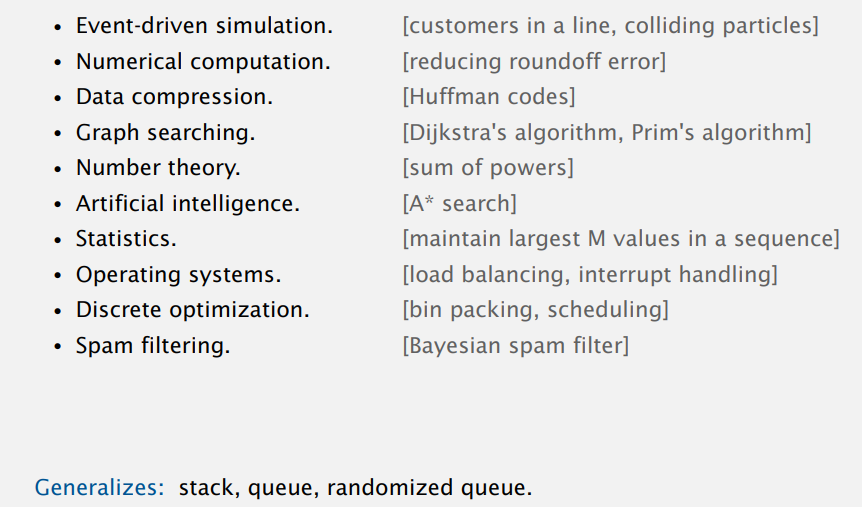 • Event-driven simulation. [customers in a line, colliding particles]
• Numerical computation. [reducing roundoff error]
• Data compression. [Huffman codes]
• Graph searching. [Dijkstra's algorithm, Prim's algorithm]
• Number theory. [sum of powers]
• Artificial intelligence. [A* search]
• Statistics. [maintain largest M values in a sequence]
• Operating systems. [load balancing, interrupt handling]
• Discrete optimization. [bin packing, scheduling]
• Spam filtering. [Bayesian spam filter]
Generalizes: stack, queue, randomized queue.